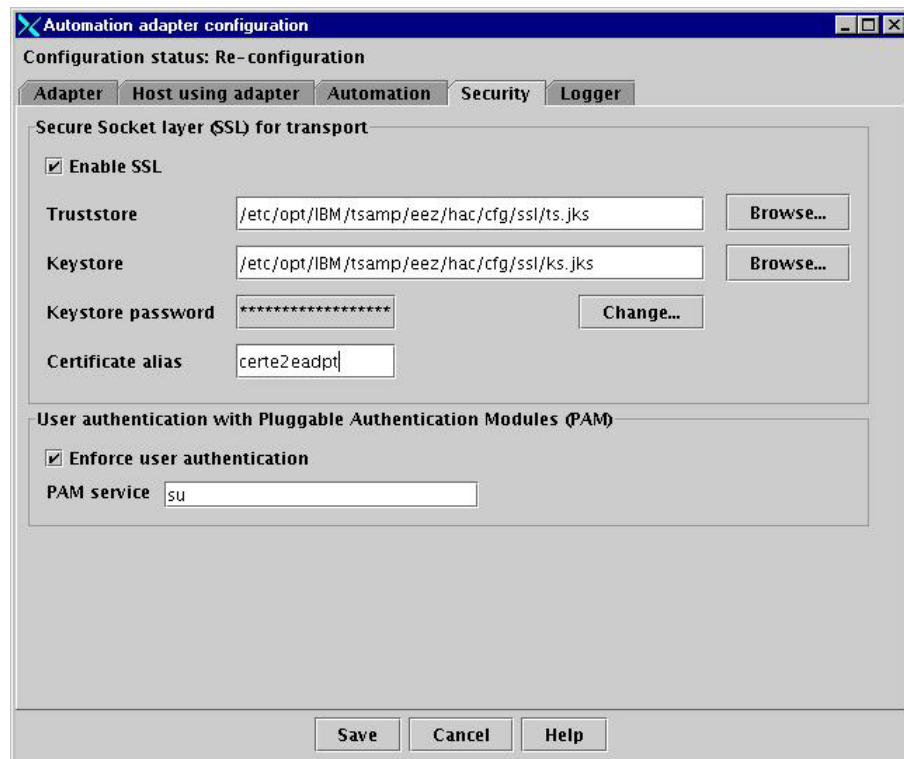 Automation adapter configuration
Configuration status: Re-configuration
Adapter Host using adapter Automation Security Logger
Secure Socket layer (SSL) for transport
Enable SSL
Truststore /etc/opt/IBM/tsamp/eez/hac/cfg/ssl/ts.jks Browse...
Keystore /etc/opt/IBM/tsamp/eez/hac/cfg/ssl/ks.jks Browse...
Keystore password ***************** Change...
Certificate alias certe2eadpt
User authentication with Pluggable Authentication Modules (PAM)
Enforce user authentication
PAM service su
Save Cancel Help